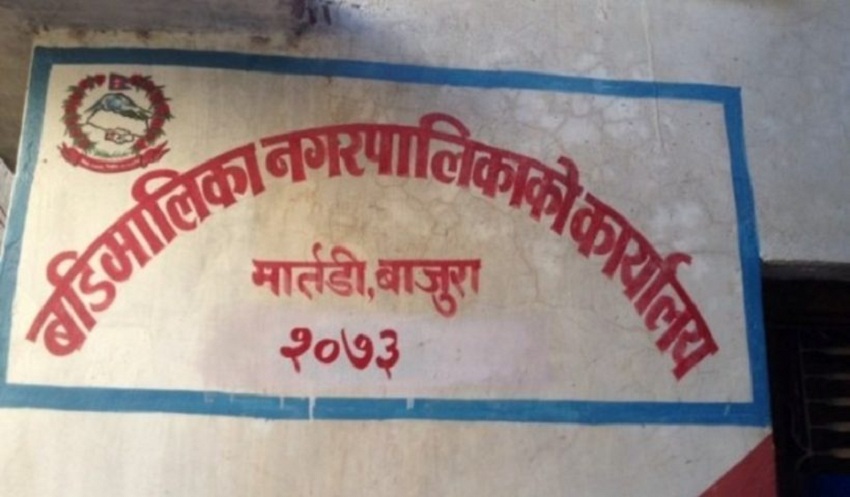 बडिमालिका नगरपालिकाको कार्यालय
मार्तडी, बाजुरा
२०७३